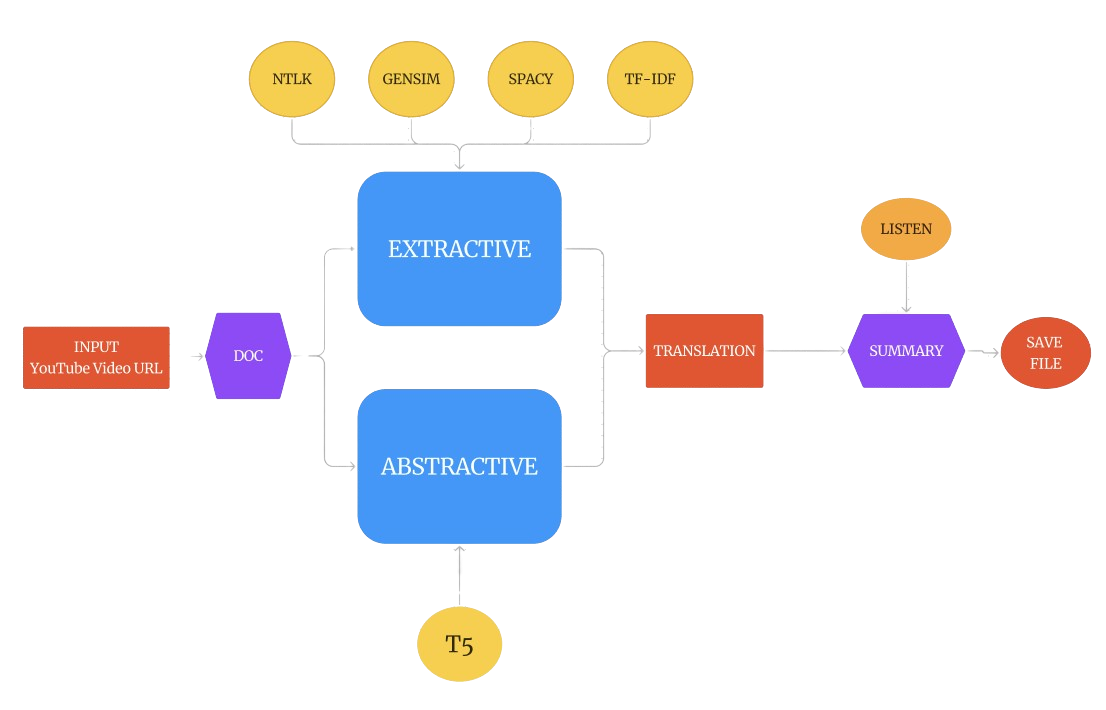 NTLK
GENSIM
SPACY
TF-IDF
EXTRACTIVE
LISTEN
INPUT
YouTube Video URL
DOC
TRANSLATION
SUMMARY
SAVE
FILE
ABSTRACTIVE
T5